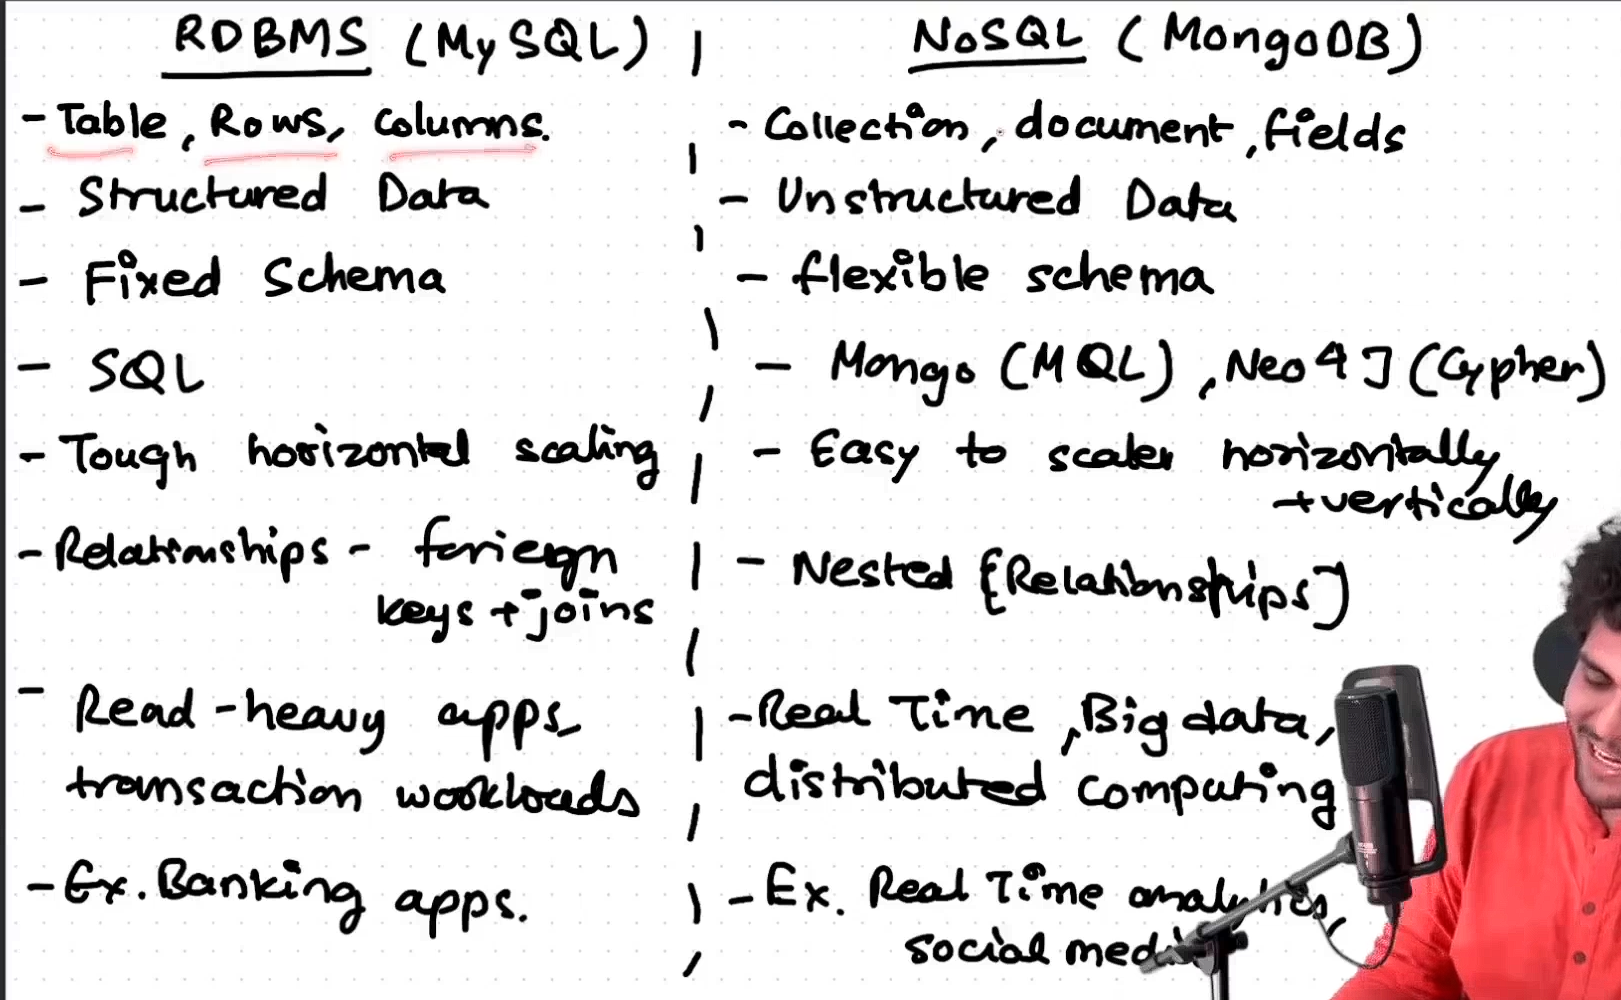 RDBMS (MySQL)
- Table, Rows, columns.
- Structured Data
- Fixed Schema
- SQL
- Tough horizontal scaling
- Relationships - foriegn
keys + joins
- Read-heavy apps,
transaction workloads
- Ex. Banking apps.
NoSQL (MongoDB)
- Collection, document, fields
- Unstructured Data
- flexible schema
- Mongo (MQL), Neo4J (Cypher)
- Easy to scale horizontally
+ vertically
- Nested {Relationships]
- Real Time, Big data,
distributed computing
- Ex. Real Time analytics,
social media